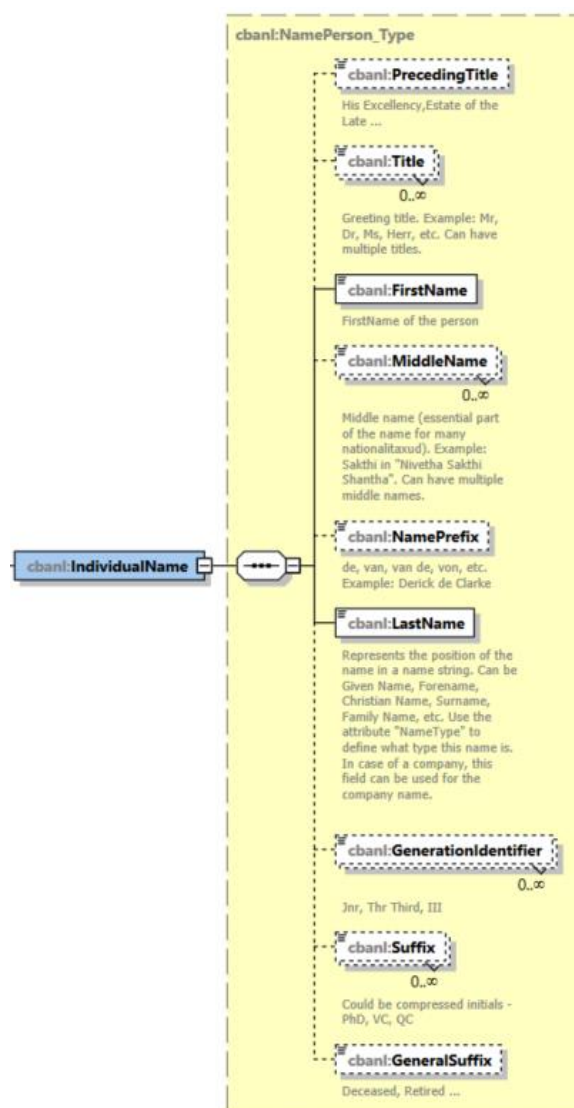 cbanl:NamePerson_Type
cbanl:PrecedingTitle
His Excellency,Estate of the
Late ...
cbanl:Title
0..∞
Greeting title. Example: Mr,
Dr, Ms, Herr, etc. Can have
multiple titles.
cbanl:FirstName
FirstName of the person
cbanl:MiddleName
0..∞
Middle name (essential part
of the name for many
nationalitaxud). Example:
Sakthi in "Nivetha Sakthi
Shantha". Can have multiple
middle names.
cbanl:NamePrefix
de, van, van de, von, etc.
Example: Derick de Clarke
cbanl:IndividualName
cbanl:LastName
Represents the position of the
name in a name string. Can be
Given Name, Forename,
Christian Name, Surname,
Family Name, etc. Use the
attribute "NameType" to
define what type this name is.
In case of a company, this
field can be used for the
company name.
cbanl:GenerationIdentifier
0..∞
Jnr, Thr Third, III
cbanl:Suffix
0..∞
Could be compressed initials -
PhD, VC, QC
cbanl:GeneralSuffix
Deceased, Retired ...